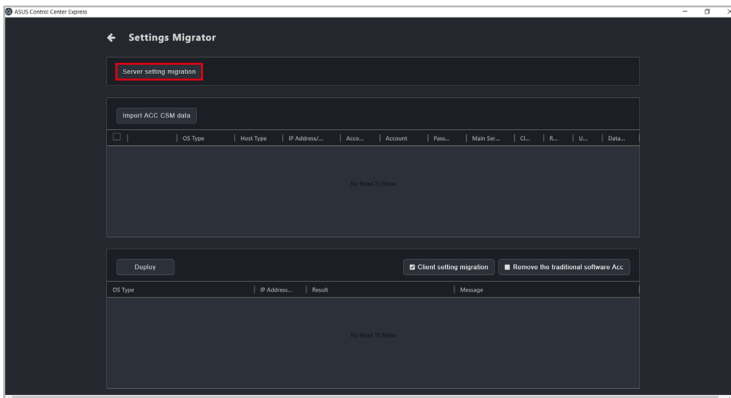 ASUS Control Center Express
Settings Migrator
Server setting migration
Import ACC CSM data
OS Type Host Type IP Address/... Acco... Account Pass... Main Ser... Cl... R... U... Data...
No Rows To Show
Deploy Client setting migration Remove the traditional software Acc
OS Type IP Address... Result Message
No Rows To Show